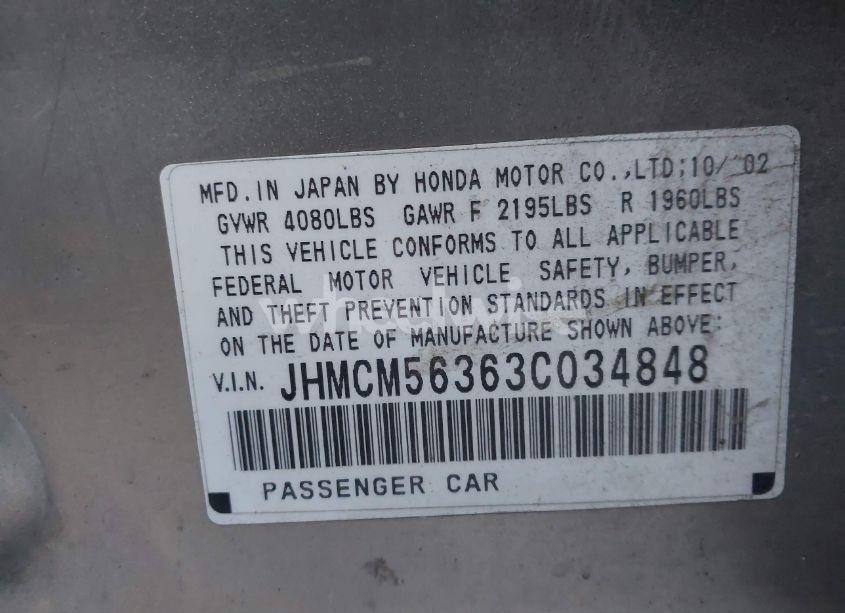 MFD.IN JAPAN BY HONDA MOTOR CO.,LTD;10/ 02
GVWR 4080LBS GAWR F 2195LBS R 1960LBS
THIS VEHICLE CONFORMS TO ALL APPLICABLE
FEDERAL MOTOR VEHICLE SAFETY, BUMPER,
AND THEFT PREVENTION STANDARDS IN EFFECT
ON THE DATE OF MANUFACTURE SHOWN ABOVE:
V.I.N. JHMCM56363C034848
PASSENGER CAR